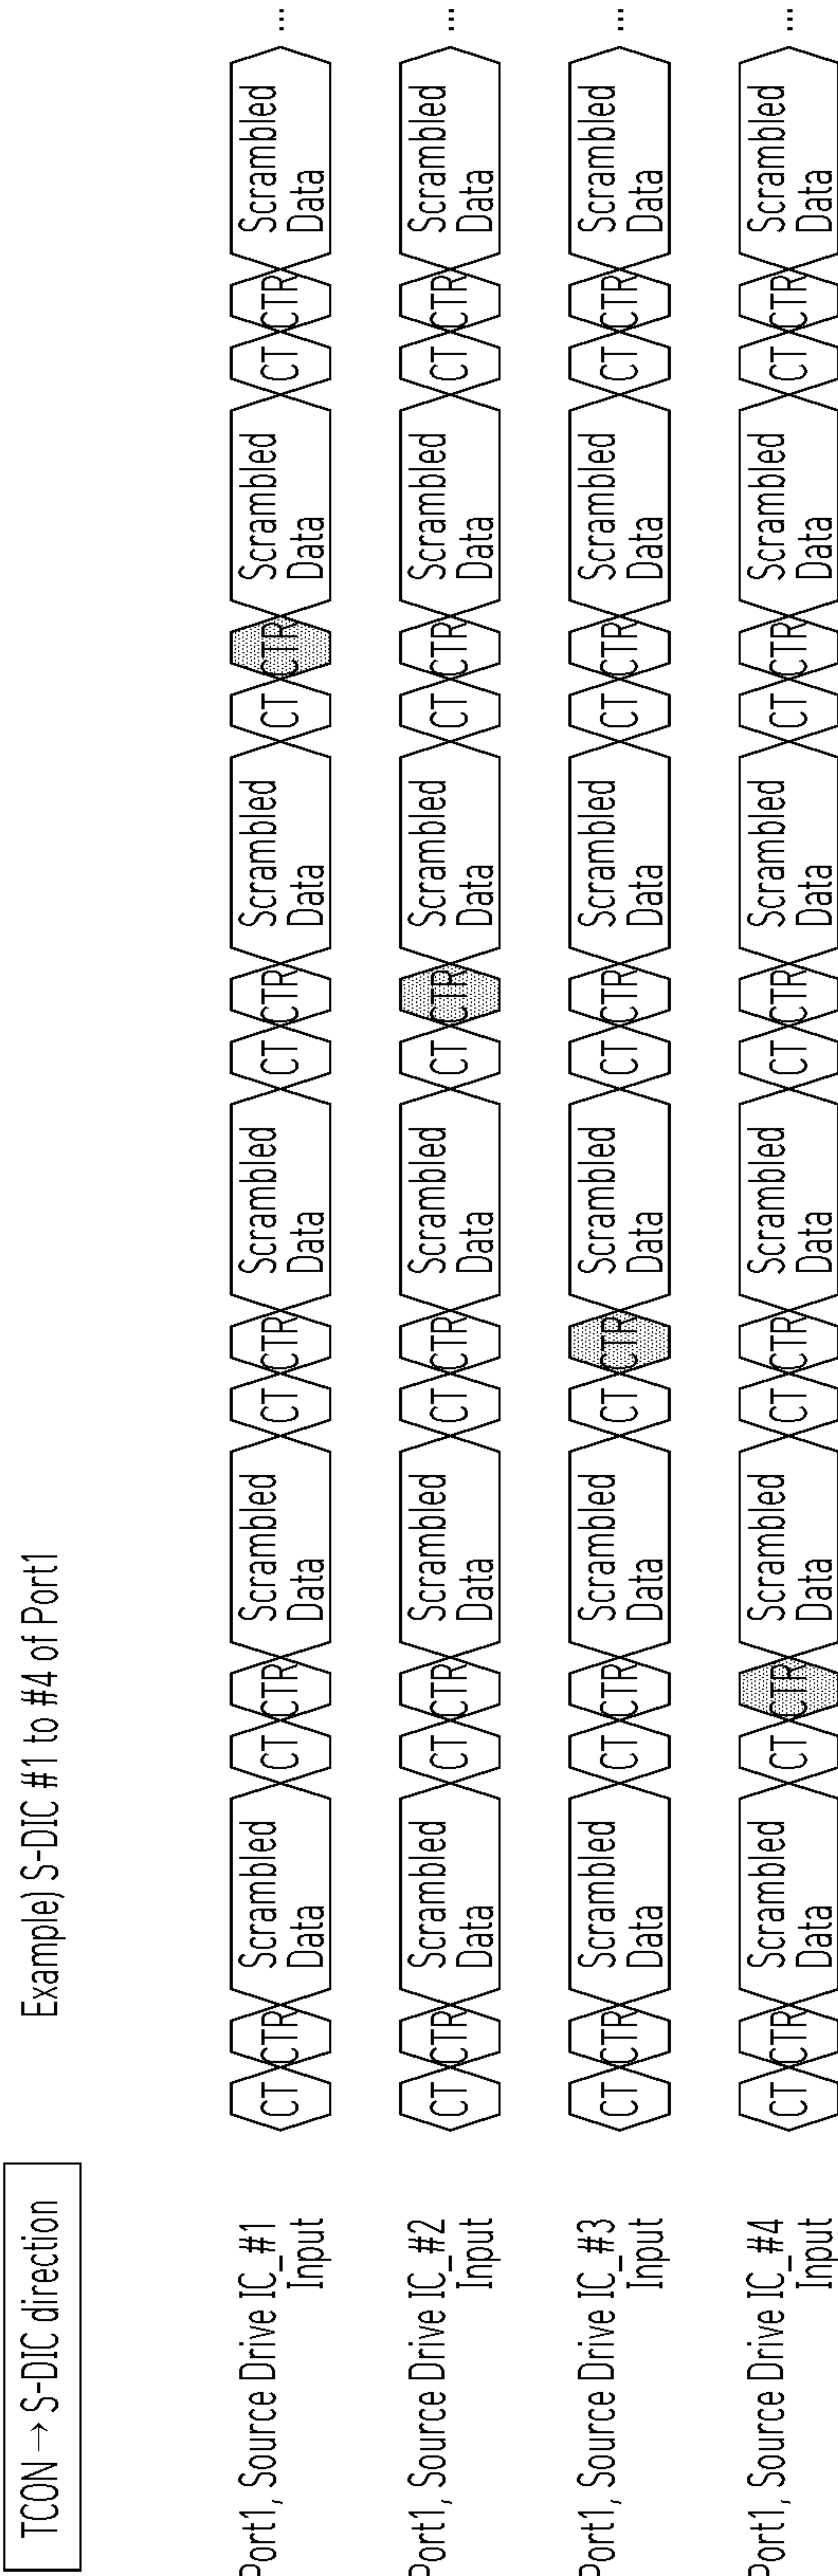 TCON → S-DIC direction
Example) S-DIC #1 to #4 of Port1
Port1, Source Drive IC_#1
Input
CT
CTR
Scrambled
Data
CT
CTR
Scrambled
Data
CT
CTR
Scrambled
Data
CT
CTR
Scrambled
Data
CT
CTR
Scrambled
Data
CT
CTR
Scrambled
Data
...
Port1, Source Drive IC_#2
Input
CT
CTR
Scrambled
Data
CT
CTR
Scrambled
Data
CT
CTR
Scrambled
Data
CT
CTR
Scrambled
Data
CT
CTR
Scrambled
Data
CT
CTR
Scrambled
Data
...
Port1, Source Drive IC_#3
Input
CT
CTR
Scrambled
Data
CT
CTR
Scrambled
Data
CT
CTR
Scrambled
Data
CT
CTR
Scrambled
Data
CT
CTR
Scrambled
Data
CT
CTR
Scrambled
Data
...
Port1, Source Drive IC_#4
Input
CT
CTR
Scrambled
Data
CT
CTR
Scrambled
Data
CT
CTR
Scrambled
Data
CT
CTR
Scrambled
Data
CT
CTR
Scrambled
Data
CT
CTR
Scrambled
Data
...